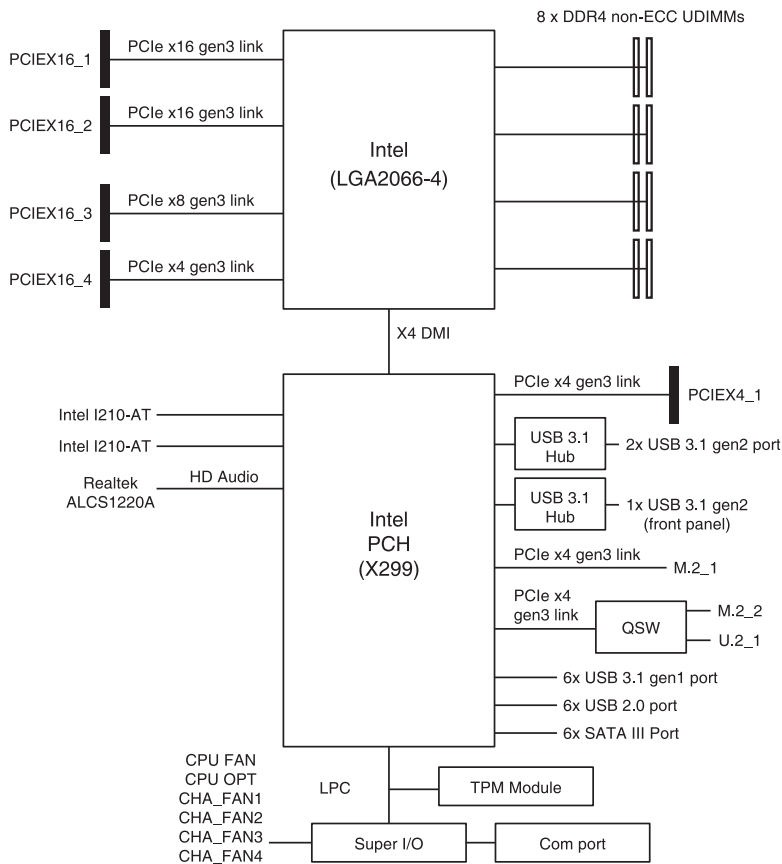 8 x DDR4 non-ECC UDIMMs
PCIEX16_1
PCIe x16 gen3 link
PCIEX16_2
PCIe x16 gen3 link
Intel
(LGA2066-4)
PCIEX16_3
PCIe x8 gen3 link
PCIEX16_4
PCIe x4 gen3 link
X4 DMI
PCIe x4 gen3 link
PCIEX4_1
Intel I210-AT
Intel I210-AT
Realtek
ALCS1220A
HD Audio
USB 3.1
Hub
2x USB 3.1 gen2 port
USB 3.1
Hub
1x USB 3.1 gen2
(front panel)
Intel
PCH
(X299)
PCIe x4 gen3 link
M.2_1
PCIe x4
gen3 link
QSW
M.2_2
U.2_1
6x USB 3.1 gen1 port
6x USB 2.0 port
6x SATA III Port
CPU FAN
CPU OPT
CHA_FAN1
CHA_FAN2
CHA_FAN3
CHA_FAN4
LPC
TPM Module
Super I/O
Com port